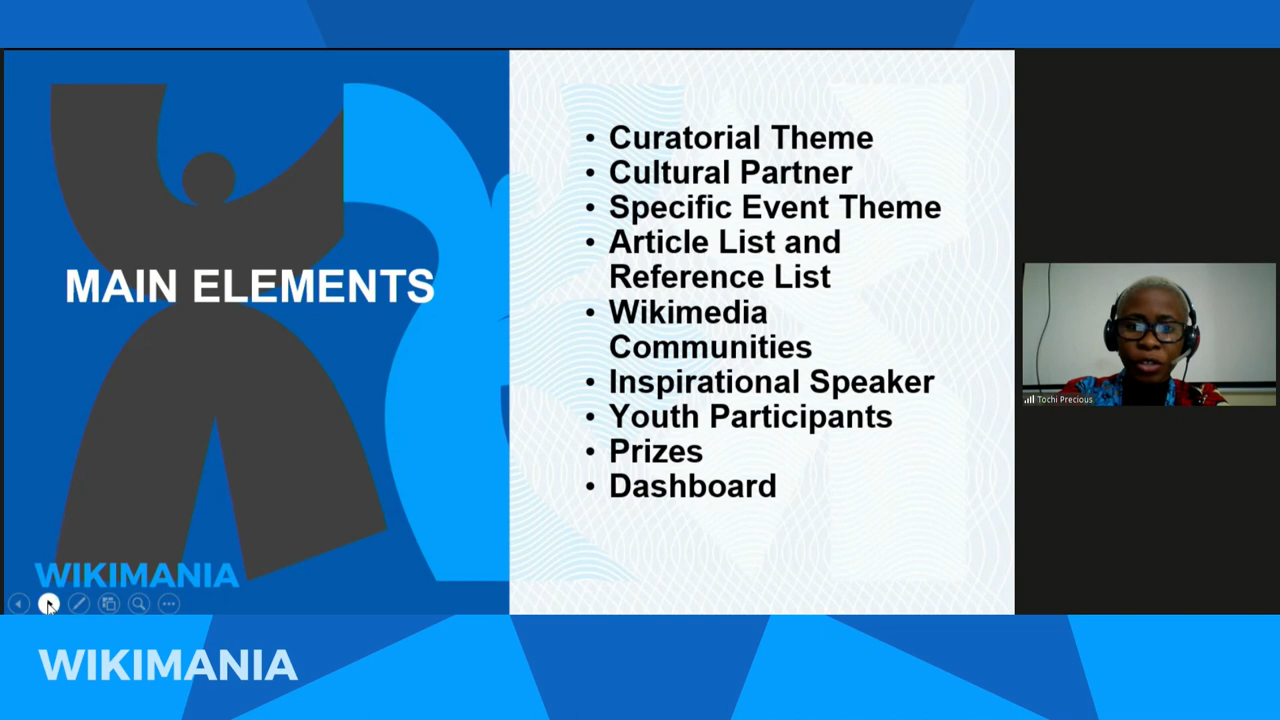 MAIN ELEMENTS
WIKIMANIA
• Curatorial Theme
• Cultural Partner
• Specific Event Theme
• Article List and
Reference List
• Wikimedia
Communities
• Inspirational Speaker
• Youth Participants
• Prizes
• Dashboard
Tochi Precious
WIKIMANIA